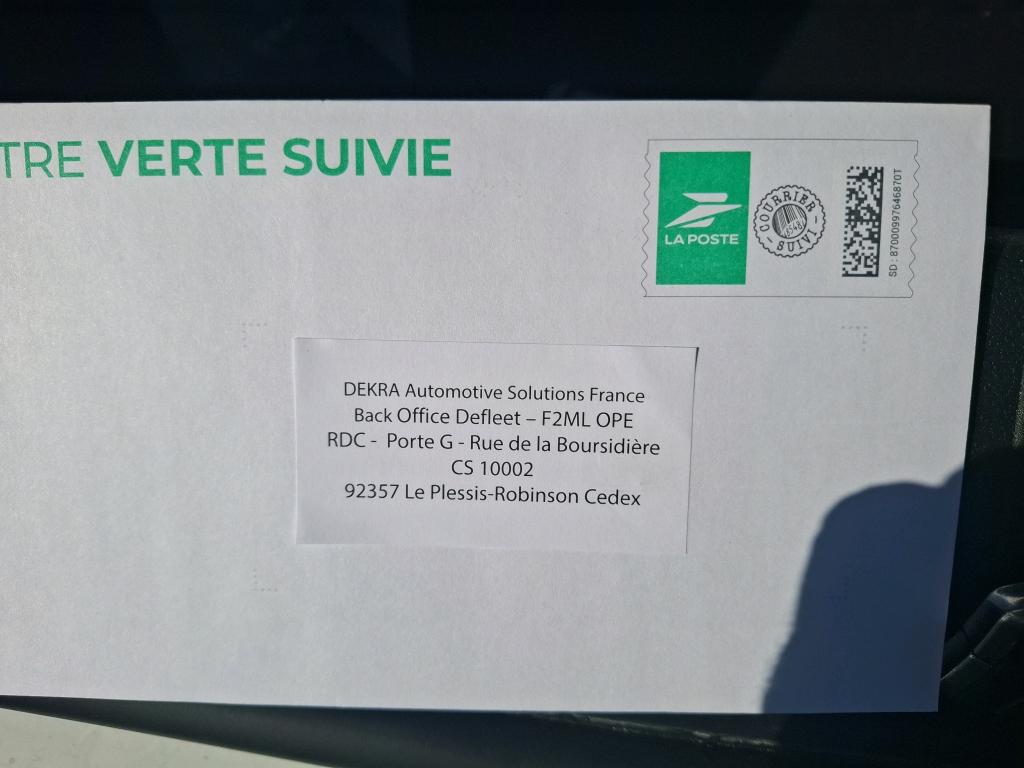 TRE VERTE SUIVIE
LA POSTE
COURRIER
SUIVI
SD : 87000997646870T
DEKRA Automotive Solutions France
Back Office Defleet – F2ML OPE
RDC - Porte G - Rue de la Boursidière
CS 10002
92357 Le Plessis-Robinson Cedex